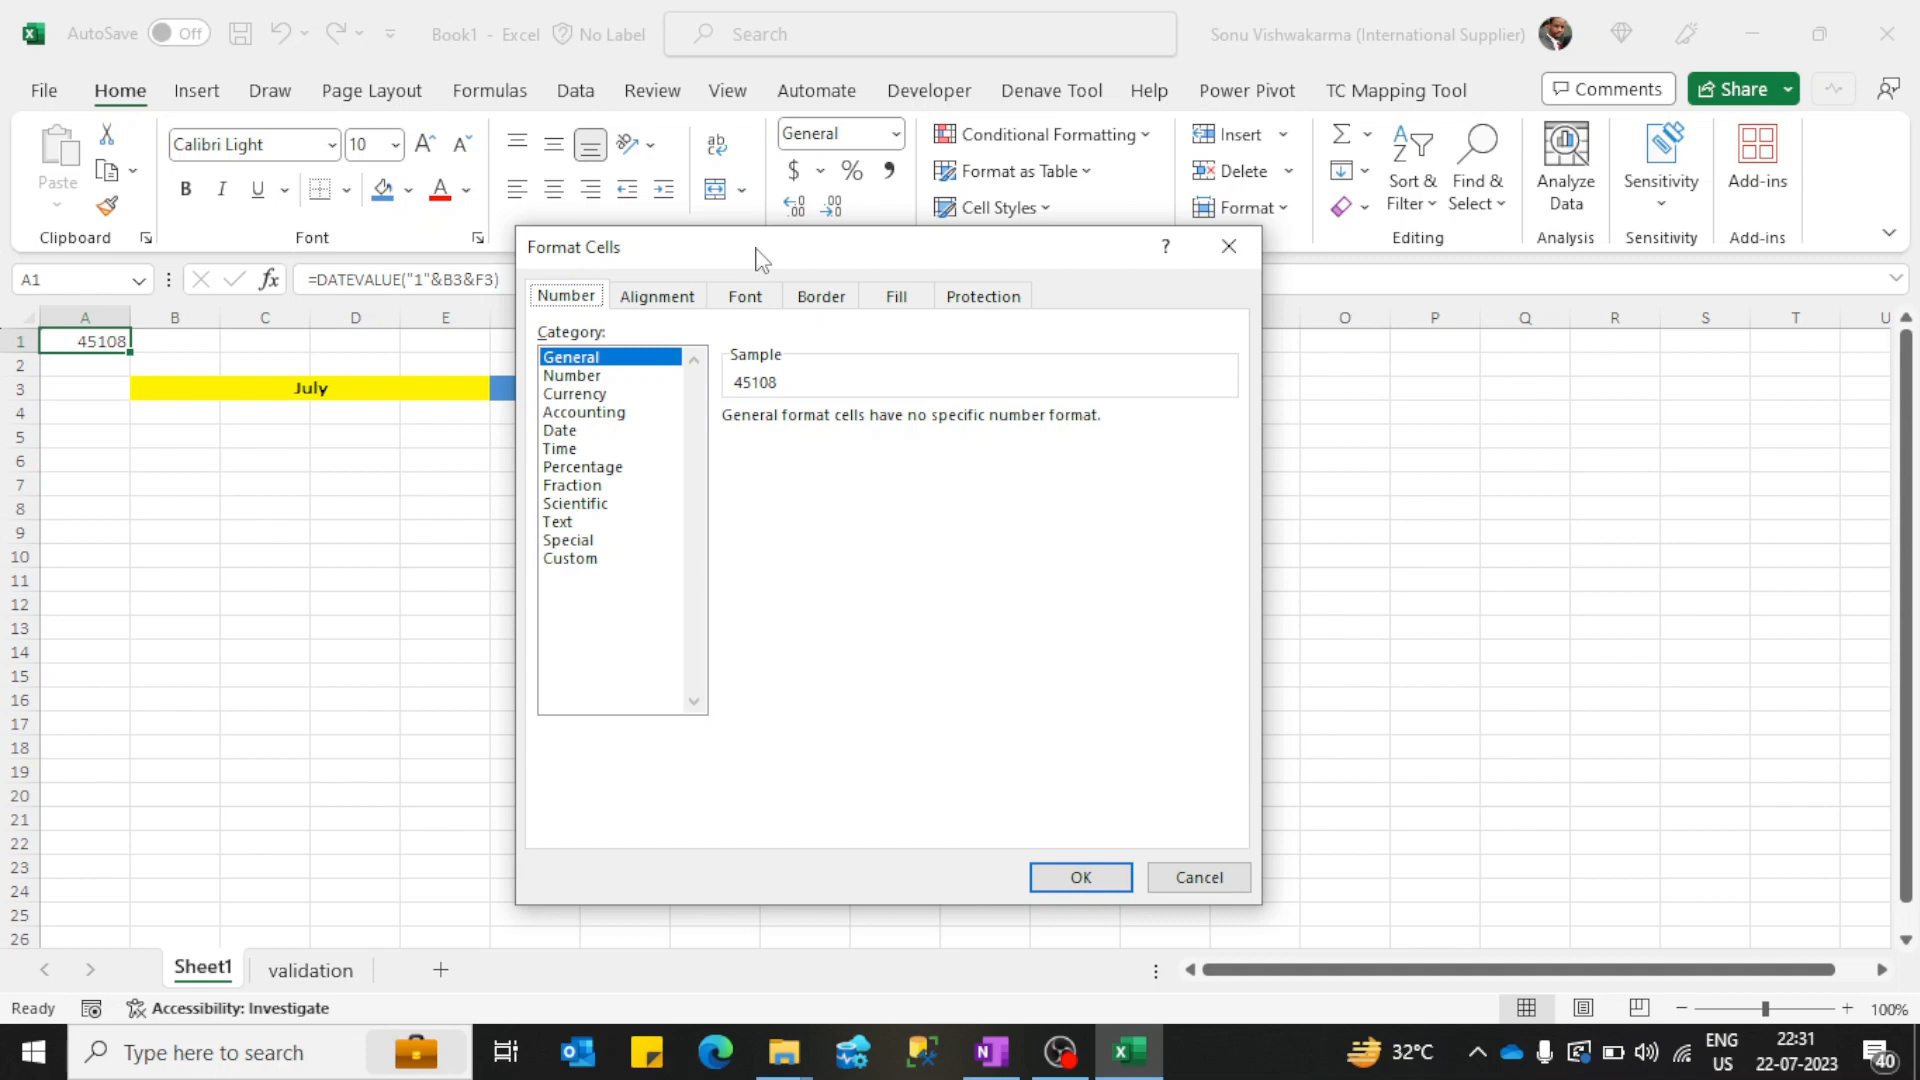 AutoSave Off Book1 - Excel No Label Search Sonu Vishwakarma (International Supplier)
File Home Insert Draw Page Layout Formulas Data Review View Automate Developer Denave Tool Help Power Pivot TC Mapping Tool Comments Share
Calibri Light 10 General Conditional Formatting Insert
Paste $ % Format as Table Delete Sort & Filter Find & Select Analyze Data Sensitivity Add-ins
B I U Cell Styles Format
Clipboard Font Editing Analysis Sensitivity Add-ins
Format Cells ?
A1 fx =DATEVALUE("1"&B3&F3)
Number Alignment Font Border Fill Protection
A B C D E O P Q R S T U
1 45108
2
3 July
4
5
6
7
8
9
10
11
12
13
14
15
16
17
18
19
20
21
22
23
24
25
26
Category:
General
Number
Currency
Accounting
Date
Time
Percentage
Fraction
Scientific
Text
Special
Custom
Sample
45108
General format cells have no specific number format.
OK Cancel
Sheet1 validation
Ready Accessibility: Investigate 100%
Type here to search 32°C ENG US 22:31 22-07-2023 40